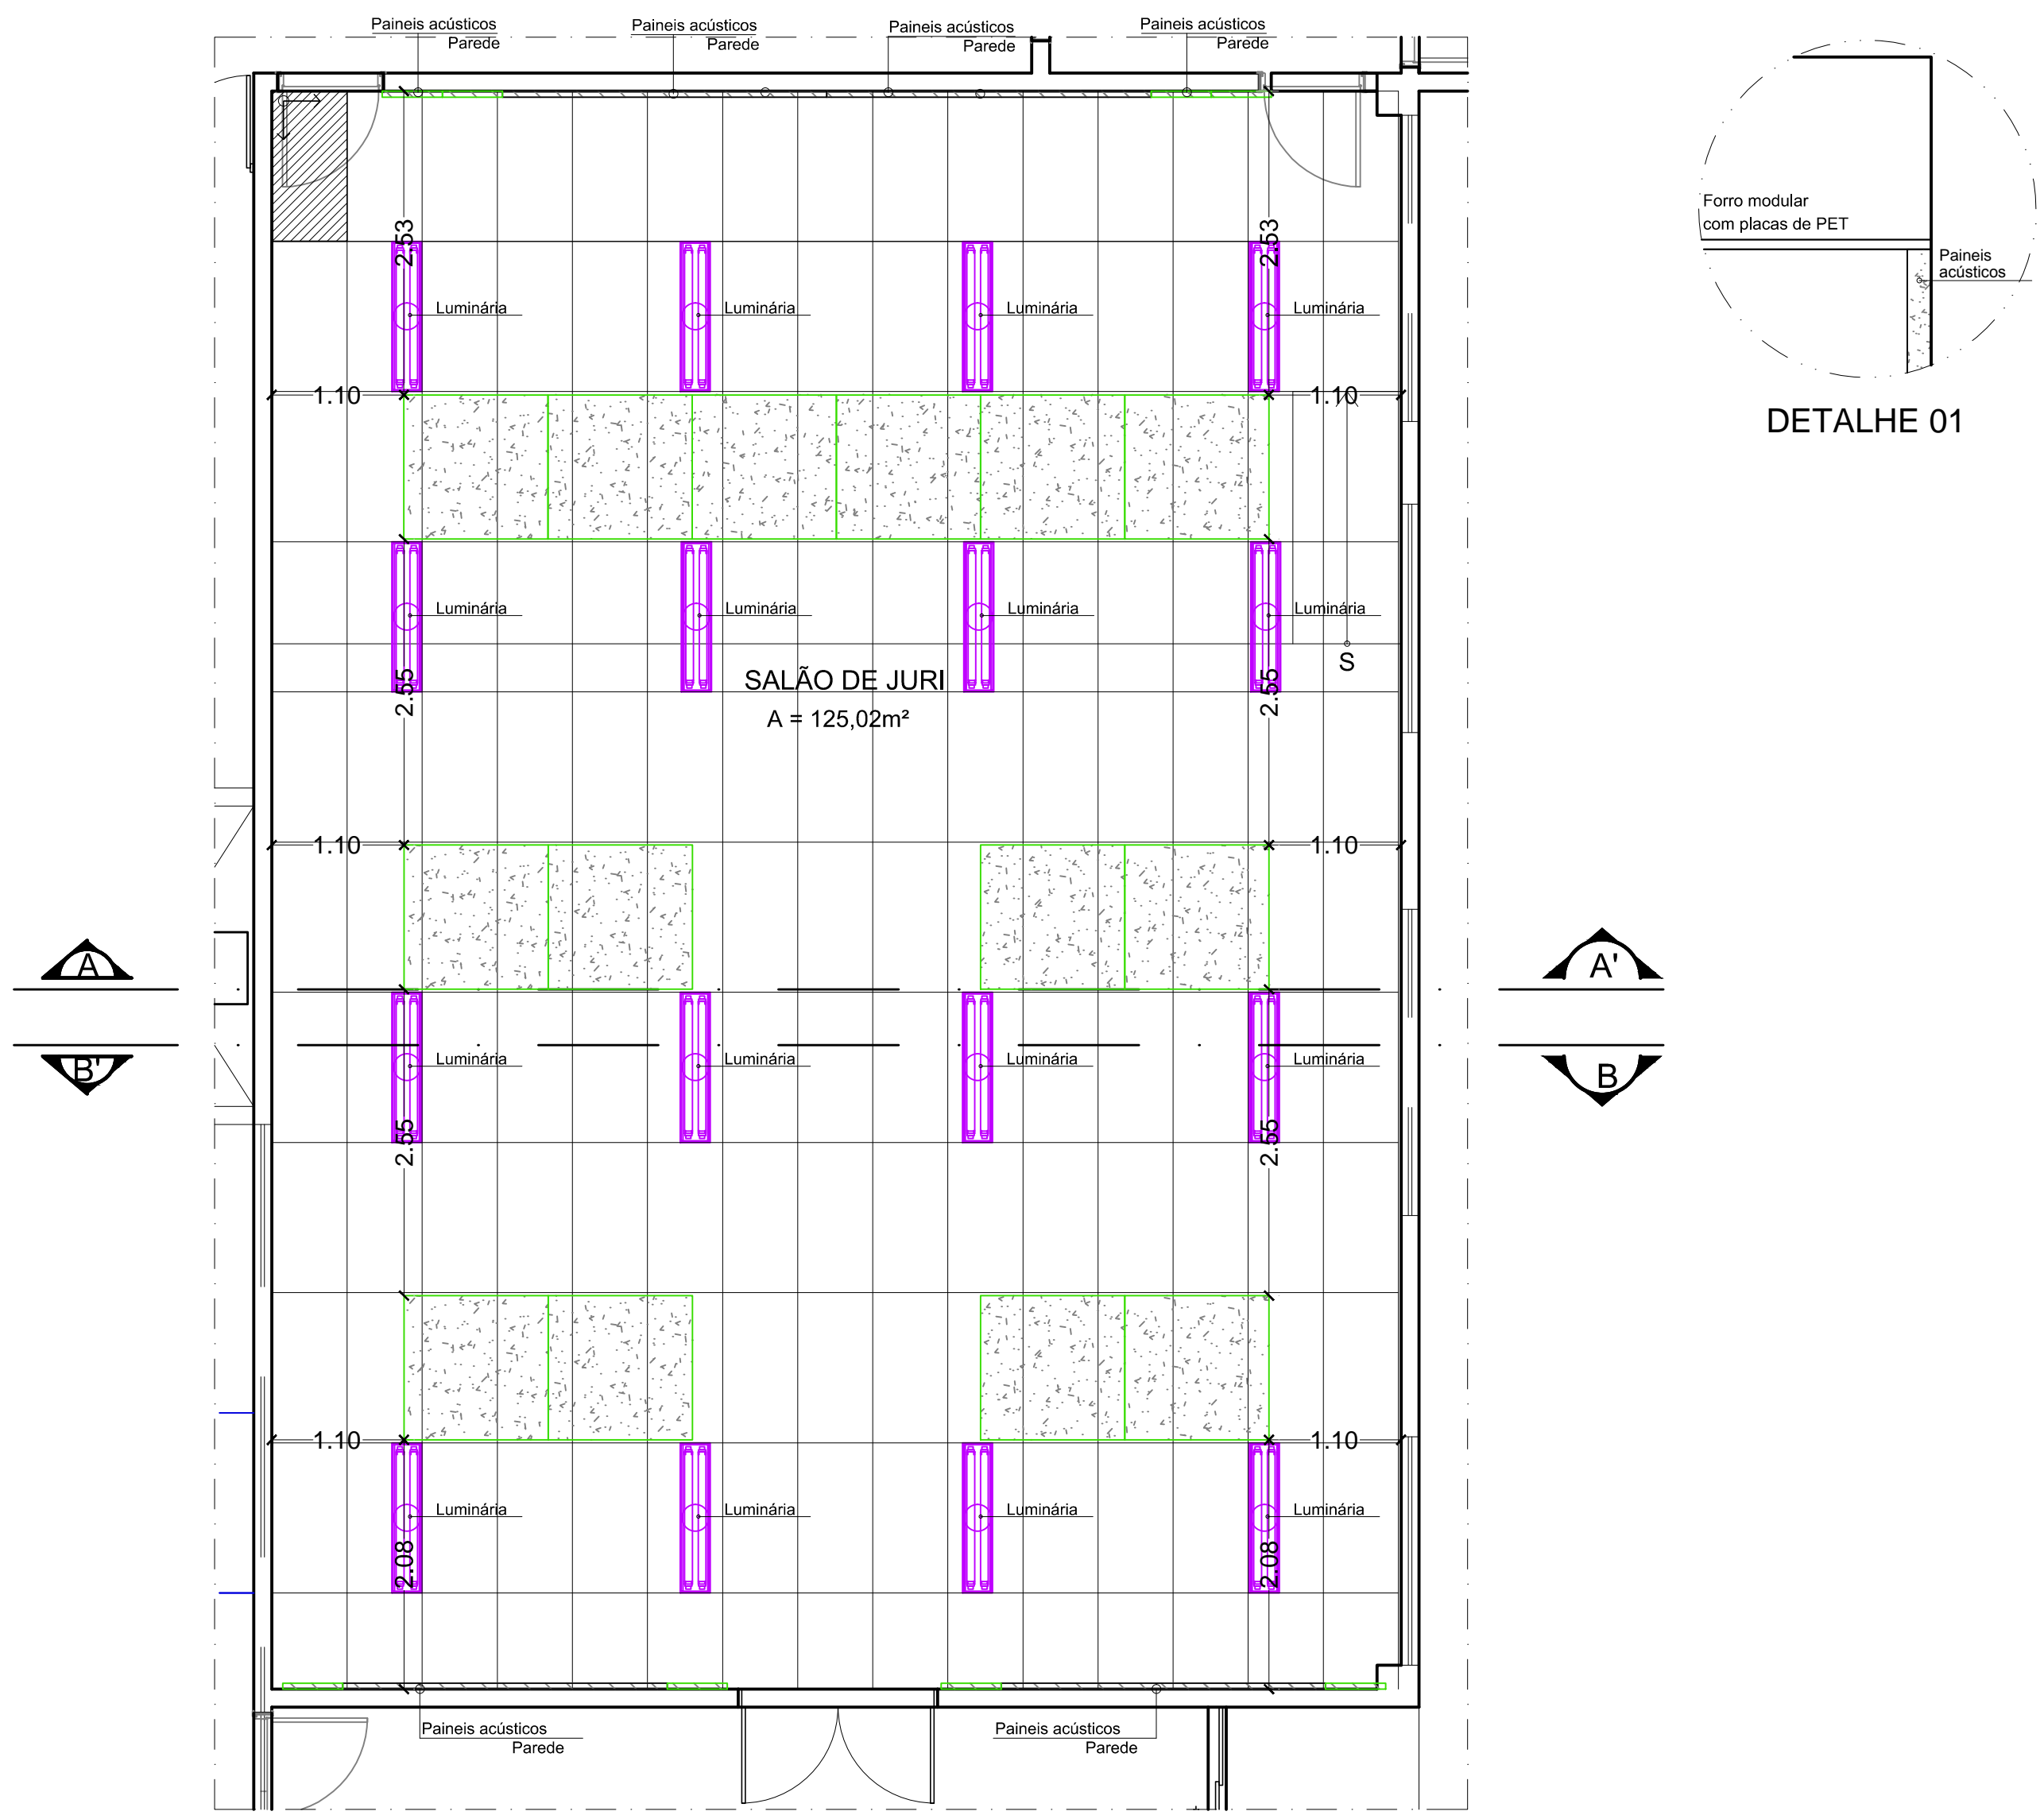 Paineis acústicos
Parede
Paineis acústicos
Parede
Paineis acústicos
Parede
Paineis acústicos
Parede
2.53
2.53
Forro modular
com placas de PET
Paineis
acústicos
DETALHE 01
Luminária
Luminária
Luminária
Luminária
1.10
1.10
Luminária
Luminária
Luminária
Luminária
S
2.55
2.55
SALÃO DE JURI
A = 125,02m²
1.10
1.10
A
A'
B'
B
Luminária
Luminária
Luminária
Luminária
2.55
2.55
1.10
1.10
Luminária
Luminária
Luminária
Luminária
2.08
2.08
Paineis acústicos
Parede
Paineis acústicos
Parede